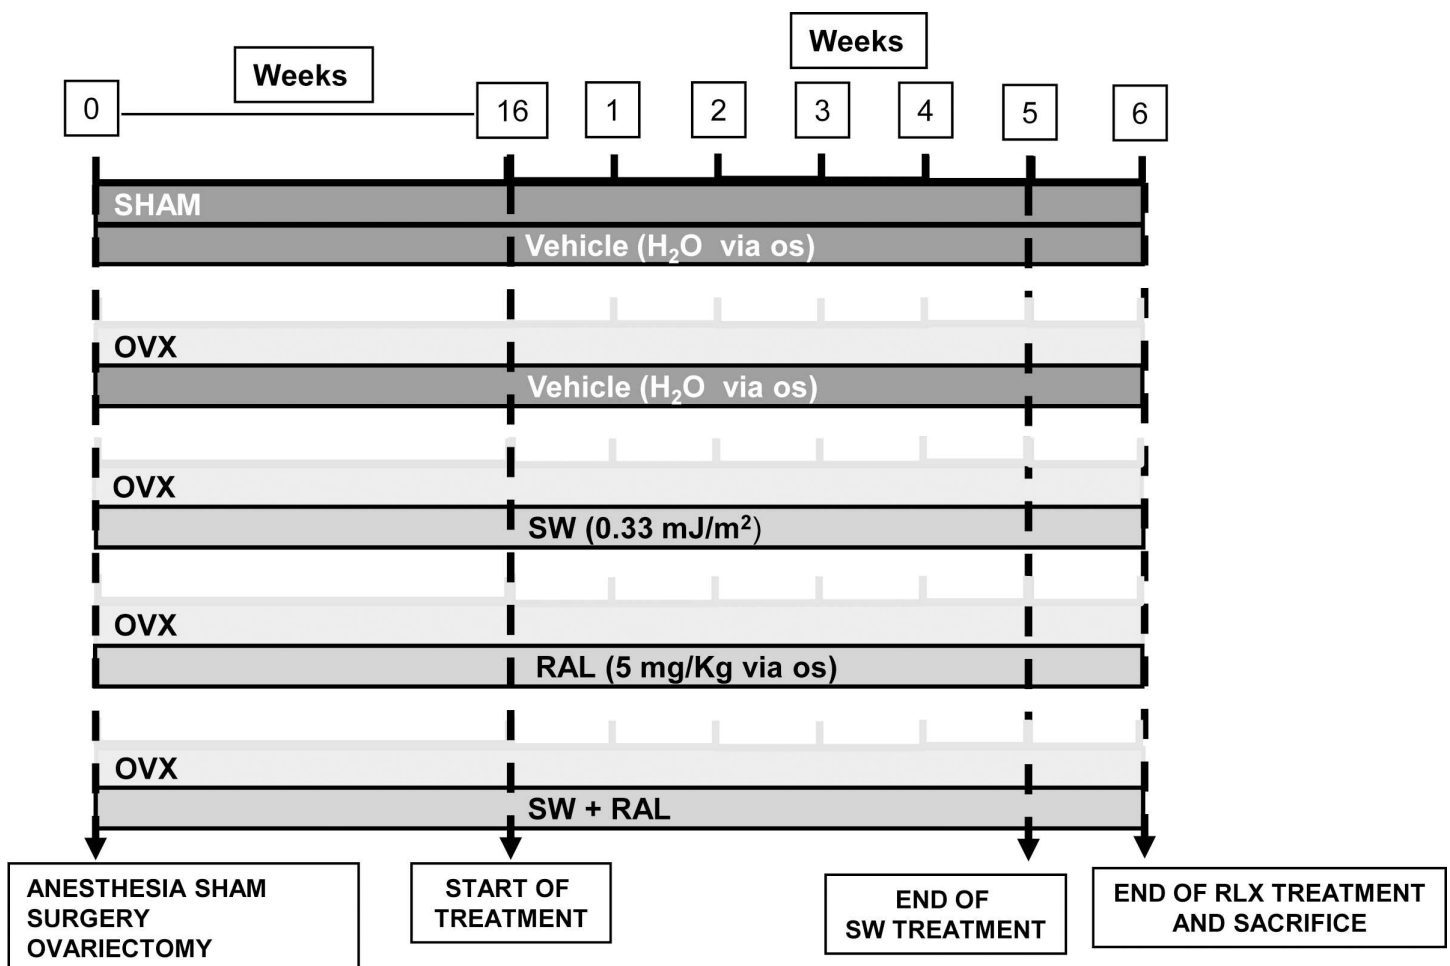 Weeks
Weeks
0
16
1
2
3
4
5
6
SHAM
Vehicle (H₂O via os)
OVX
Vehicle (H₂O via os)
OVX
SW (0.33 mJ/m²)
OVX
RAL (5 mg/Kg via os)
OVX
SW + RAL
ANESTHESIA SHAM
SURGERY
OVARIECTOMY
START OF
TREATMENT
END OF
SW TREATMENT
END OF RLX TREATMENT
AND SACRIFICE